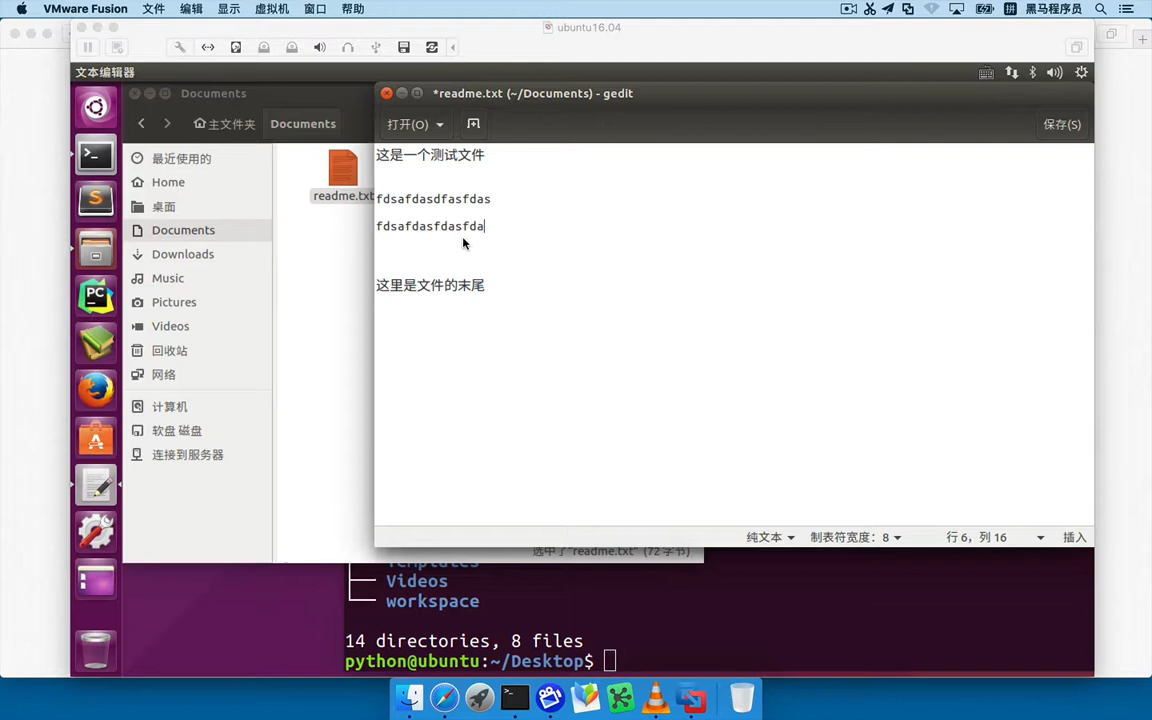 VMware Fusion 文件 编辑 显示 虚拟机 窗口 帮助 黑马程序员
ubuntu16.04
文本编辑器
Documents
*readme.txt (~/Documents) - gedit
主文件夹 Documents
打开(O) 保存(S)
最近使用的
Home
桌面
Documents
Downloads
Music
Pictures
Videos
回收站
网络
计算机
软盘 磁盘
连接到服务器
readme.txt
这是一个测试文件
fdsafdasdfasfdas
fdsafdasfdasfda
这里是文件的末尾
纯文本 制表符宽度：8 行 6，列 16 插入
选中了"readme.txt" (72 字节)
Templates
Videos
workspace
14 directories, 8 files
python@ubuntu:~/Desktop$